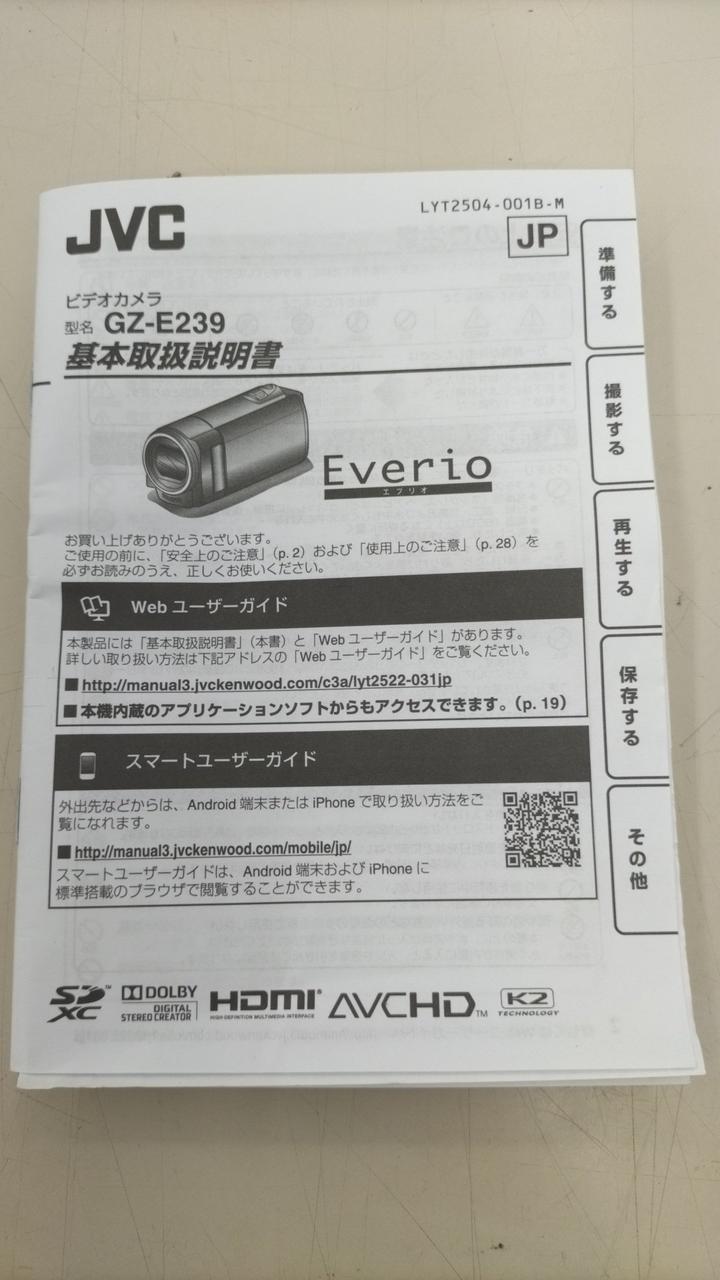 JVC
LYT2504-001B-M
JP
ビデオカメラ
型名 GZ-E239
基本取扱説明書
Everio
エブリオ
お買い上げありがとうございます。
ご使用の前に、「安全上のご注意」(p. 2) および「使用上のご注意」(p. 28) を
必ずお読みのうえ、正しくお使いください。
Web ユーザーガイド
本製品には「基本取扱説明書」(本書) と「Web ユーザーガイド」があります。
詳しい取り扱い方法は下記アドレスの「Web ユーザーガイド」をご覧ください。
■ http://manual3.jvckenwood.com/c3a/lyt2522-031jp
■ 本機内蔵のアプリケーションソフトからもアクセスできます。(p. 19)
スマートユーザーガイド
外出先などからは、Android 端末または iPhone で取り扱い方法をご
覧になれます。
■ http://manual3.jvckenwood.com/mobile/jp/
スマートユーザーガイドは、Android 端末および iPhone に
標準搭載のブラウザで閲覧することができます。
準備する
撮影する
再生する
保存する
その他
SD XC™
DOLBY
DIGITAL
STEREO CREATOR
HDMI®
HIGH-DEFINITION MULTIMEDIA INTERFACE
AVCHD™
K2
TECHNOLOGY